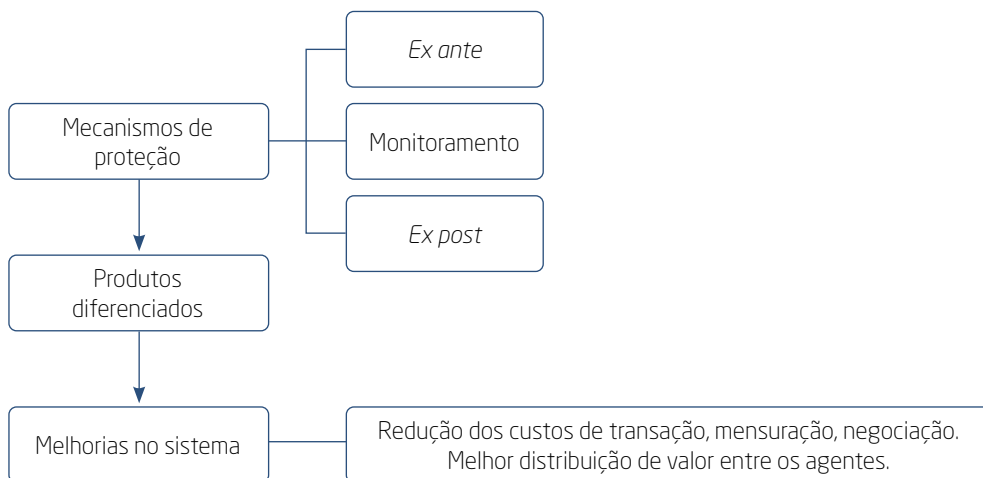 Ex ante
Mecanismos de
proteção
Monitoramento
Ex post
Produtos
diferenciados
Melhorias no sistema
Redução dos custos de transação, mensuração, negociação.
Melhor distribuição de valor entre os agentes.